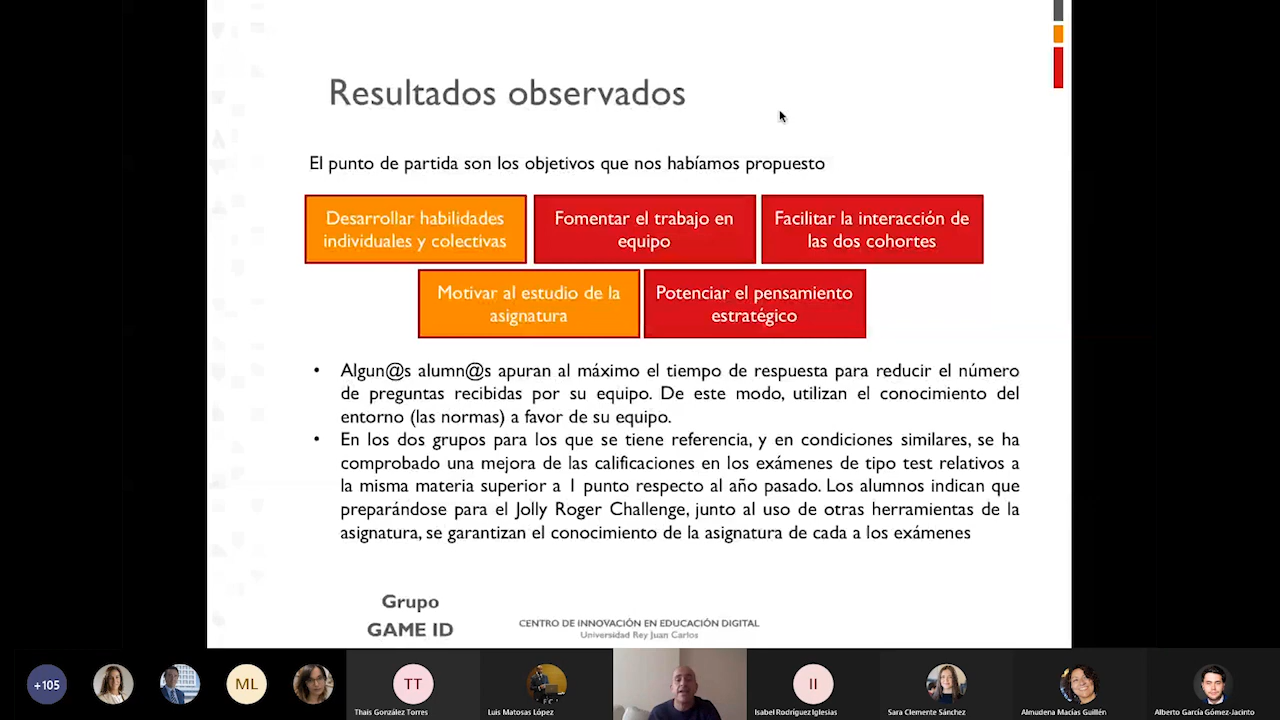 Resultados observados
El punto de partida son los objetivos que nos habíamos propuesto
Desarrollar habilidades
individuales y colectivas
Fomentar el trabajo en
equipo
Facilitar la interacción de
las dos cohortes
Motivar al estudio de la
asignatura
Potenciar el pensamiento
estratégico
• Algun@s alumn@s apuran al máximo el tiempo de respuesta para reducir el número
de preguntas recibidas por su equipo. De este modo, utilizan el conocimiento del
entorno (las normas) a favor de su equipo.
• En los dos grupos para los que se tiene referencia, y en condiciones similares, se ha
comprobado una mejora de las calificaciones en los exámenes de tipo test relativos a
la misma materia superior a 1 punto respecto al año pasado. Los alumnos indican que
preparándose para el Jolly Roger Challenge, junto al uso de otras herramientas de la
asignatura, se garantizan el conocimiento de la asignatura de cada a los exámenes
Grupo
GAME ID
CENTRO DE INNOVACIÓN EN EDUCACIÓN DIGITAL
Universidad Rey Juan Carlos
+105
ML
TT
II
Thais González Torres
Luis Matosas López
Isabel Rodríguez Iglesias
Sara Clemente Sánchez
Almudena Macías Guillén
Alberto García Gómez-Jacinto